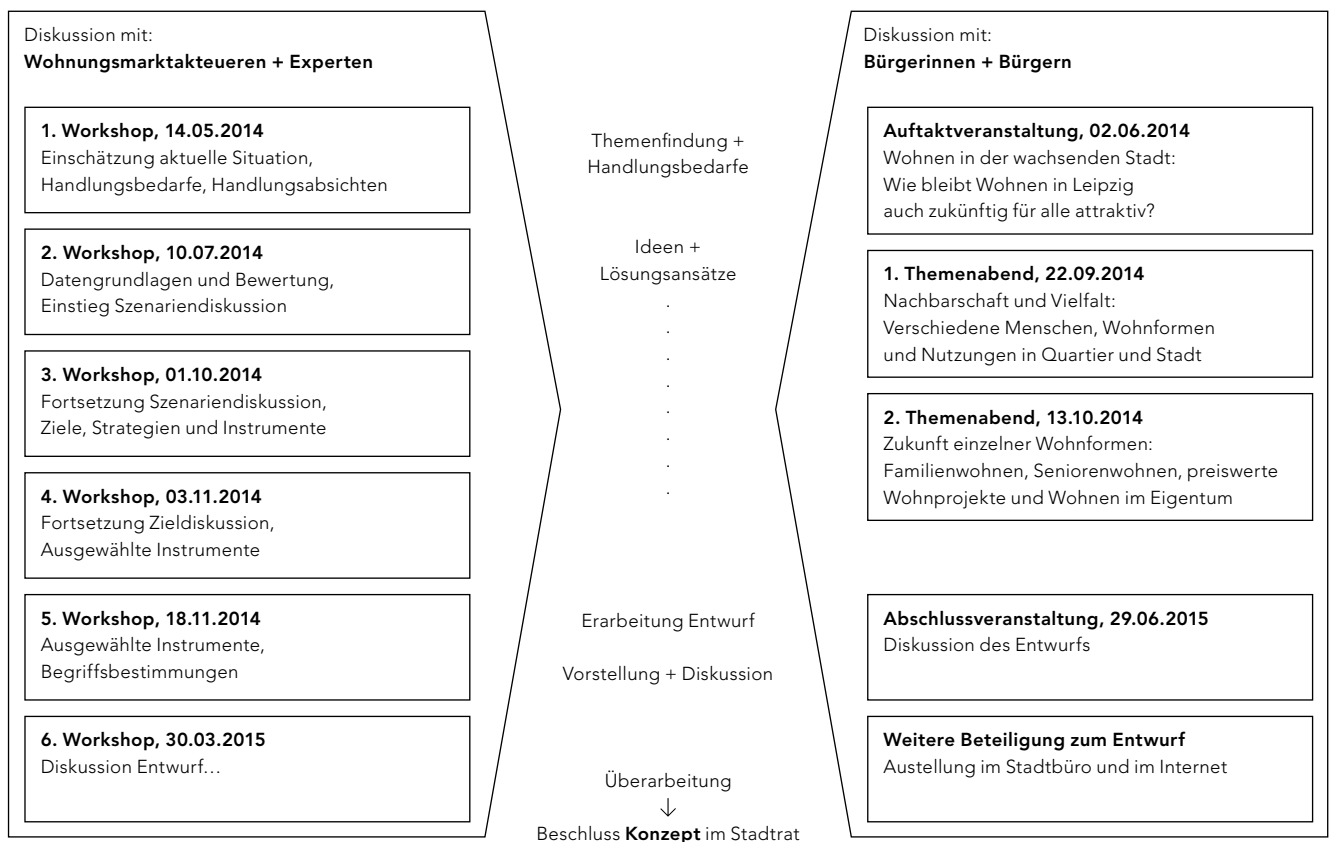 Diskussion mit:
Wohnungsmarktakteueren + Experten
1. Workshop, 14.05.2014
Einschätzung aktuelle Situation,
Handlungsbedarfe, Handlungsabsichten
2. Workshop, 10.07.2014
Datengrundlagen und Bewertung,
Einstieg Szenariendiskussion
3. Workshop, 01.10.2014
Fortsetzung Szenariendiskussion,
Ziele, Strategien und Instrumente
4. Workshop, 03.11.2014
Fortsetzung Zieldiskussion,
Ausgewählte Instrumente
5. Workshop, 18.11.2014
Ausgewählte Instrumente,
Begriffsbestimmungen
6. Workshop, 30.03.2015
Diskussion Entwurf…
Themenfindung +
Handlungsbedarfe
Ideen +
Lösungsansätze
.
.
.
.
.
.
.
.
Erarbeitung Entwurf
Vorstellung + Diskussion
Überarbeitung
↓
Beschluss Konzept im Stadtrat
Diskussion mit:
Bürgerinnen + Bürgern
Auftaktveranstaltung, 02.06.2014
Wohnen in der wachsenden Stadt:
Wie bleibt Wohnen in Leipzig
auch zukünftig für alle attraktiv?
1. Themenabend, 22.09.2014
Nachbarschaft und Vielfalt:
Verschiedene Menschen, Wohnformen
und Nutzungen in Quartier und Stadt
2. Themenabend, 13.10.2014
Zukunft einzelner Wohnformen:
Familienwohnen, Seniorenwohnen, preiswerte
Wohnprojekte und Wohnen im Eigentum
Abschlussveranstaltung, 29.06.2015
Diskussion des Entwurfs
Weitere Beteiligung zum Entwurf
Austellung im Stadtbüro und im Internet